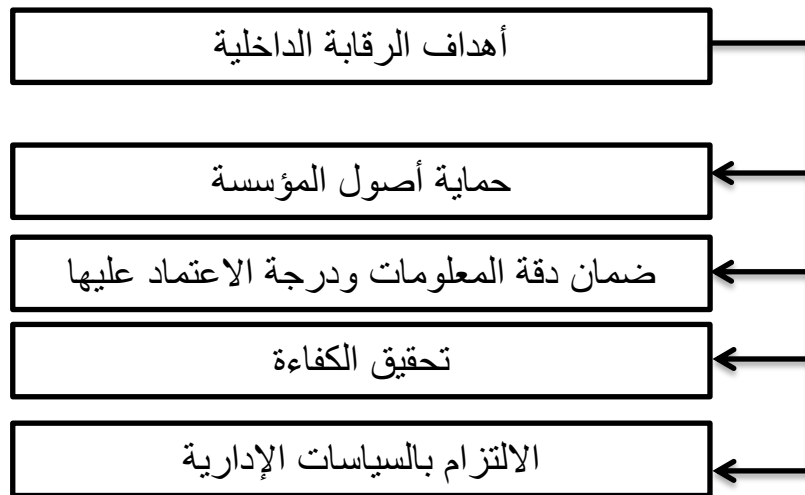 أهداف الرقابة الداخلية
حماية أصول المؤسسة
ضمان دقة المعلومات ودرجة الاعتماد عليها
تحقيق الكفاءة
الالتزام بالسياسات الإدارية